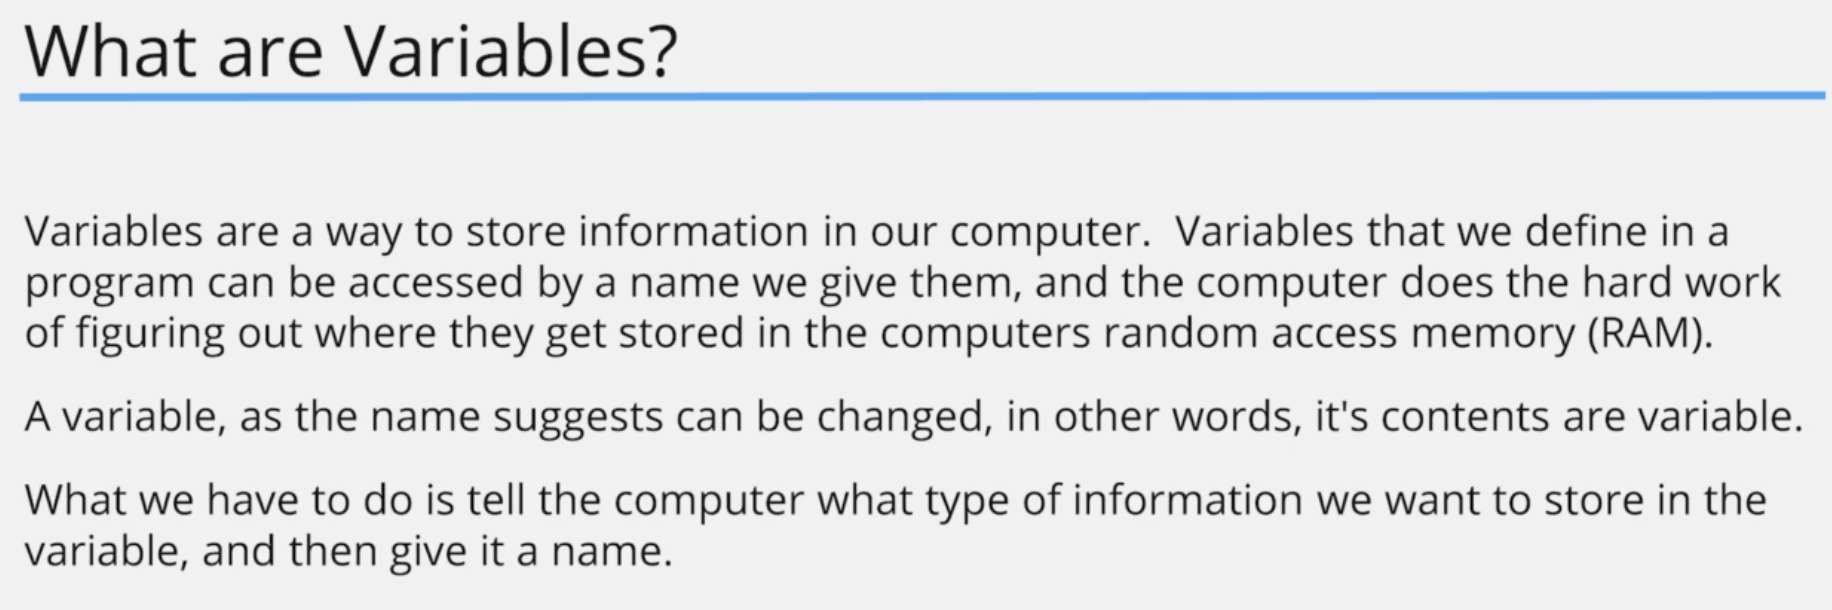 What are Variables?
Variables are a way to store information in our computer.  Variables that we define in a
program can be accessed by a name we give them, and the computer does the hard work
of figuring out where they get stored in the computers random access memory (RAM).
A variable, as the name suggests can be changed, in other words, it's contents are variable.
What we have to do is tell the computer what type of information we want to store in the
variable, and then give it a name.